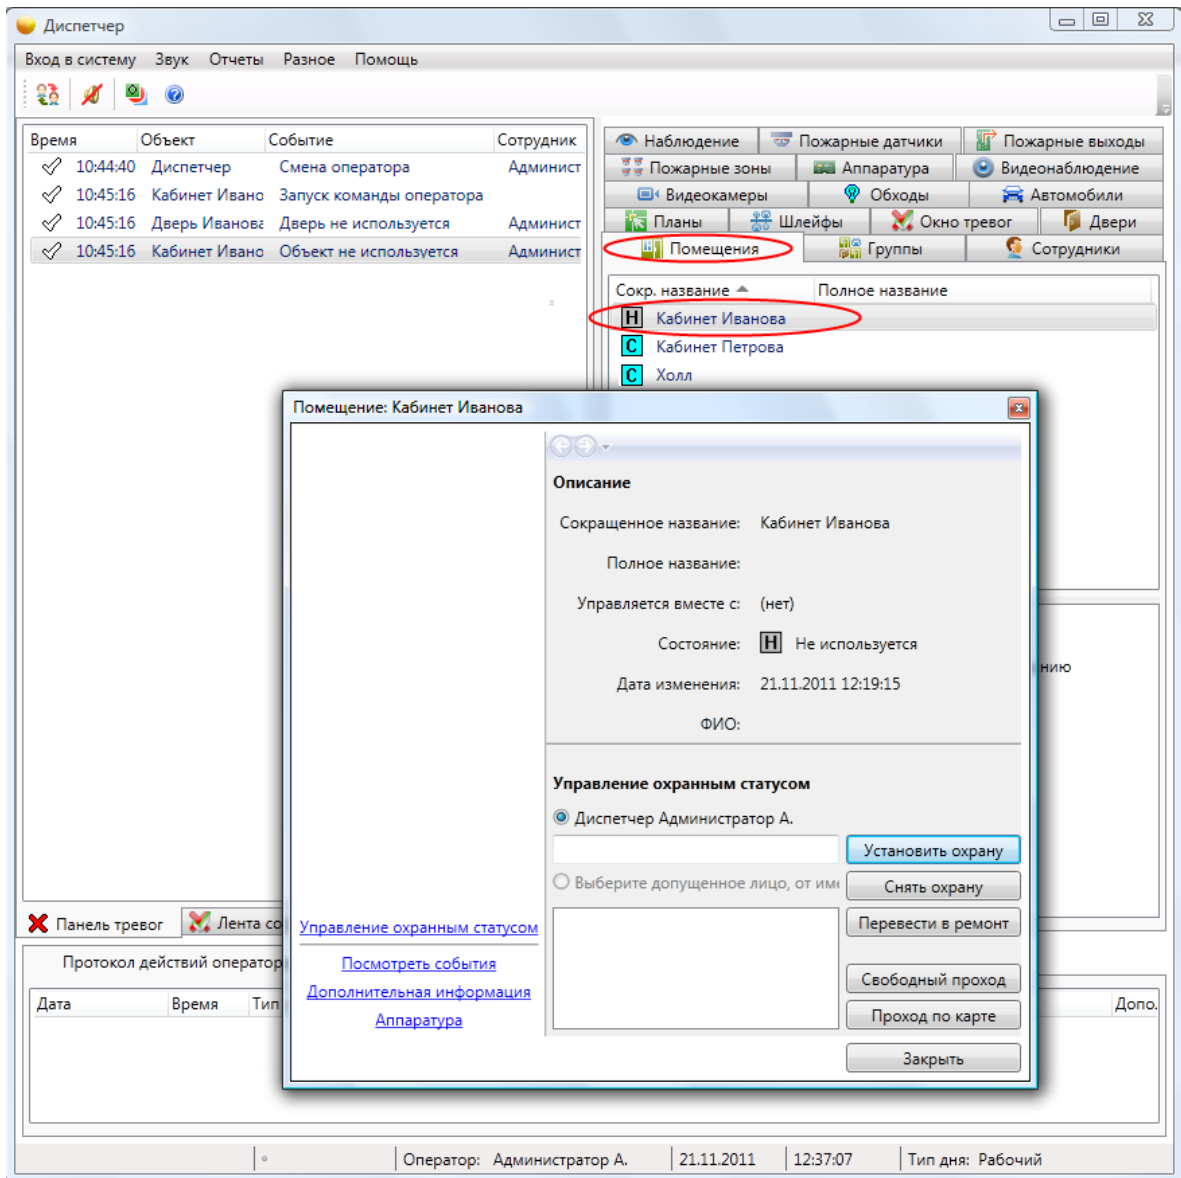 Диспетчер
Вход в систему Звук Отчеты Разное Помощь
Время Объект Событие Сотрудник
10:44:40 Диспетчер Смена оператора Админист
10:45:16 Кабинет Ивано Запуск команды оператора
10:45:16 Дверь Иванова Дверь не используется Админист
10:45:16 Кабинет Ивано Объект не используется Админист
Наблюдение Пожарные датчики Пожарные выходы
Пожарные зоны Аппаратура Видеонаблюдение
Видеокамеры Обходы Автомобили
Планы Шлейфы Окно тревог Двери
Помещения Группы Сотрудники
Сокр. название Полное название
Н Кабинет Иванова
С Кабинет Петрова
С Холл
нию
Помещение: Кабинет Иванова
Описание
Сокращенное название: Кабинет Иванова
Полное название:
Управляется вместе с: (нет)
Состояние: Н Не используется
Дата изменения: 21.11.2011 12:19:15
ФИО:
Управление охранным статусом
Диспетчер Администратор А.
Установить охрану
Выберите допущенное лицо, от име
Снять охрану
Перевести в ремонт
Свободный проход
Проход по карте
Закрыть
Управление охранным статусом
Посмотреть события
Дополнительная информация
Аппаратура
Панель тревог Лента со
Протокол действий оператор
Дата Время Тип Допо.
Оператор: Администратор А. 21.11.2011 12:37:07 Тип дня: Рабочий